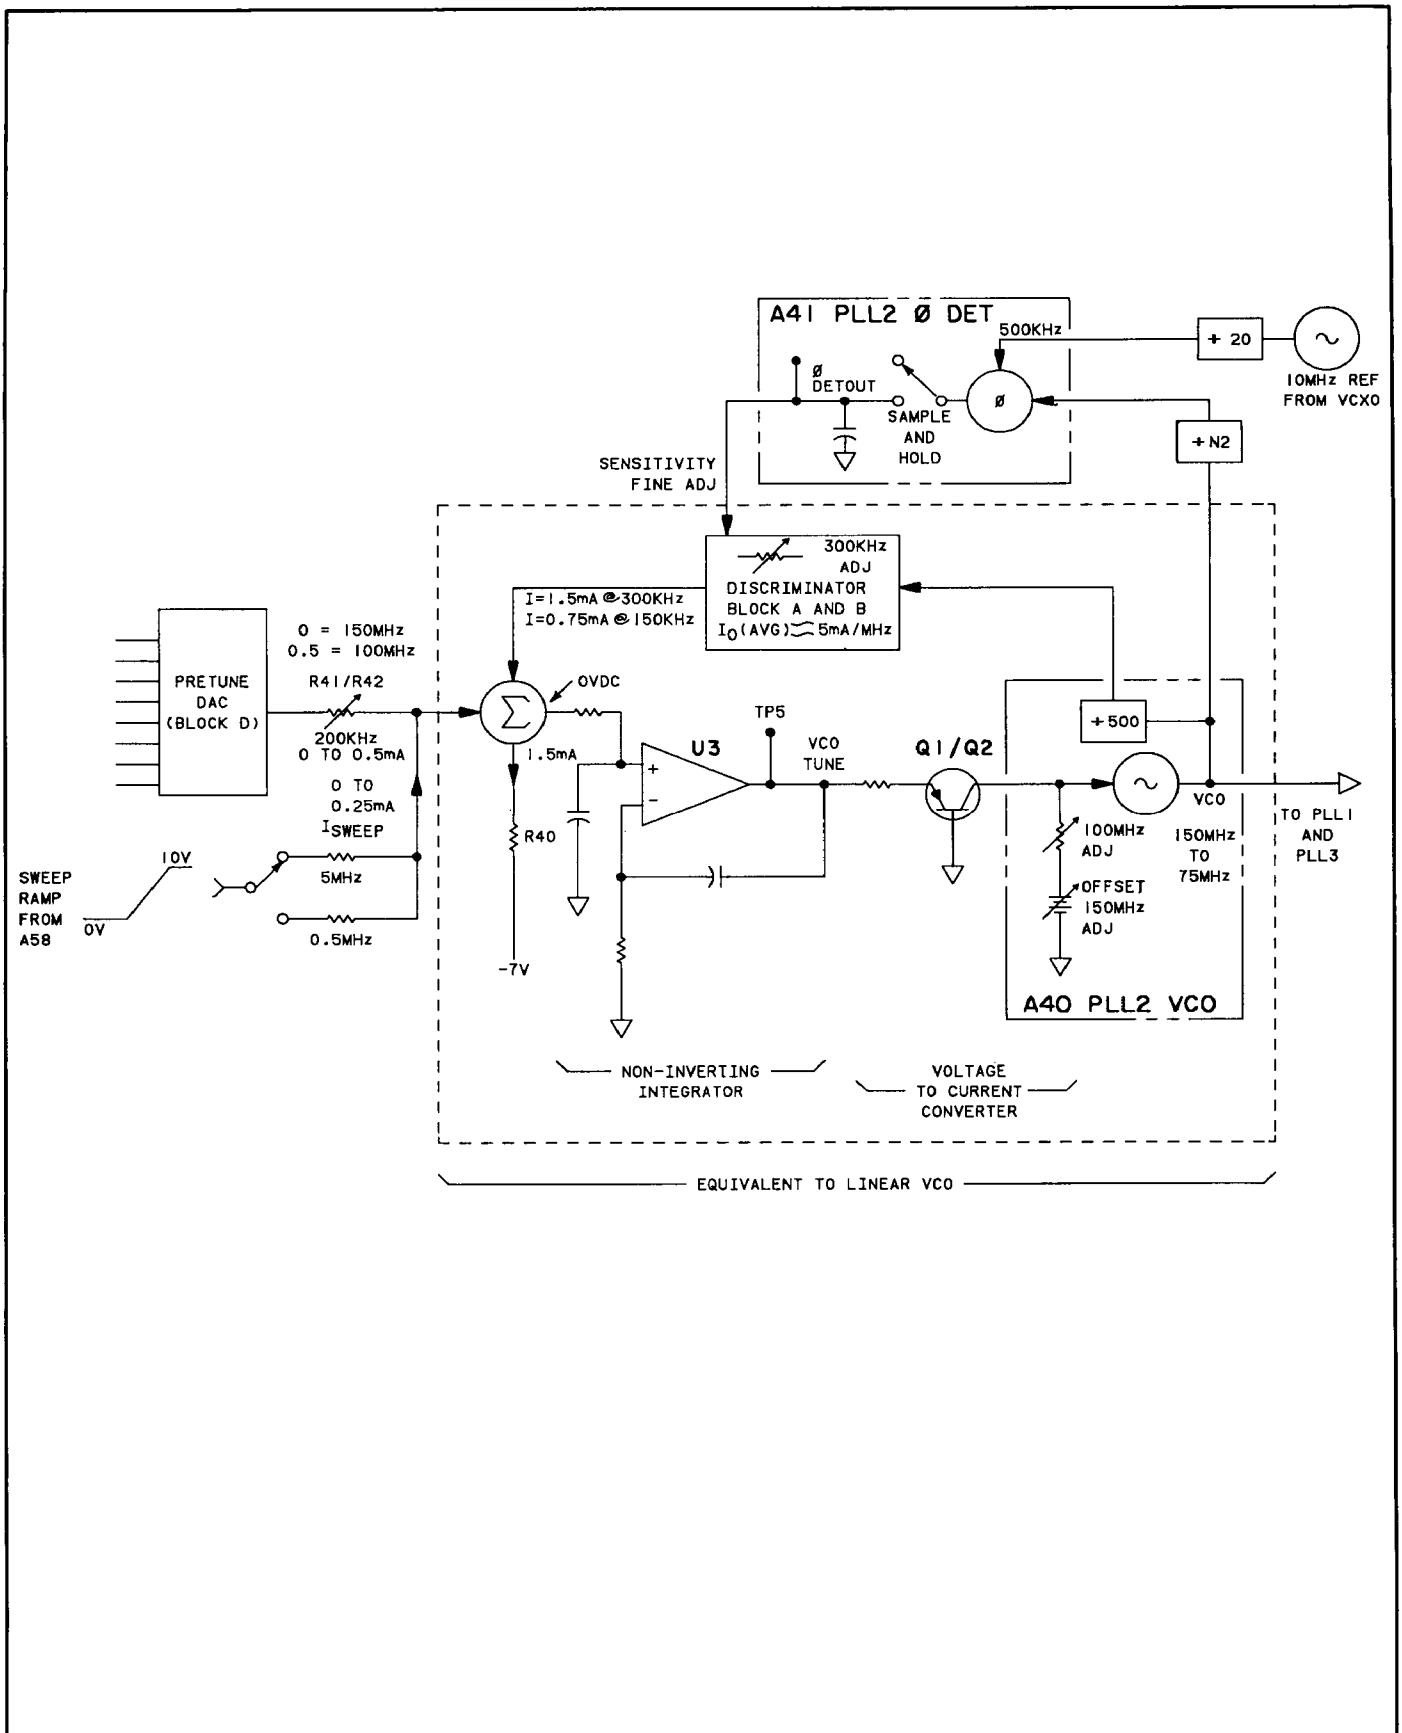 A41 PLL2 Ø DET
500KHz
÷ 20
10MHz REF
FROM VCXO
Ø
DETOUT
Ø
SAMPLE
AND
HOLD
÷ N2
SENSITIVITY
FINE ADJ
300KHz
ADJ
DISCRIMINATOR
BLOCK A AND B
IO(AVG)≈5mA/MHz
I=1.5mA@300KHz
I=0.75mA@150KHz
0 = 150MHz
0.5 = 100MHz
PRETUNE
DAC
(BLOCK D)
R41/R42
200KHz
0 TO 0.5mA
0 TO
0.25mA
ISWEEP
Σ
0VDC
1.5mA
R40
-7V
U3
+
-
TP5
VCO
TUNE
Q1/Q2
÷500
VCO
150MHz
TO
75MHz
TO PLL1
AND
PLL3
100MHz
ADJ
OFFSET
150MHz
ADJ
A40 PLL2 VCO
SWEEP
RAMP
FROM
A58
10V
0V
5MHz
0.5MHz
NON-INVERTING
INTEGRATOR
VOLTAGE
TO CURRENT
CONVERTER
EQUIVALENT TO LINEAR VCO